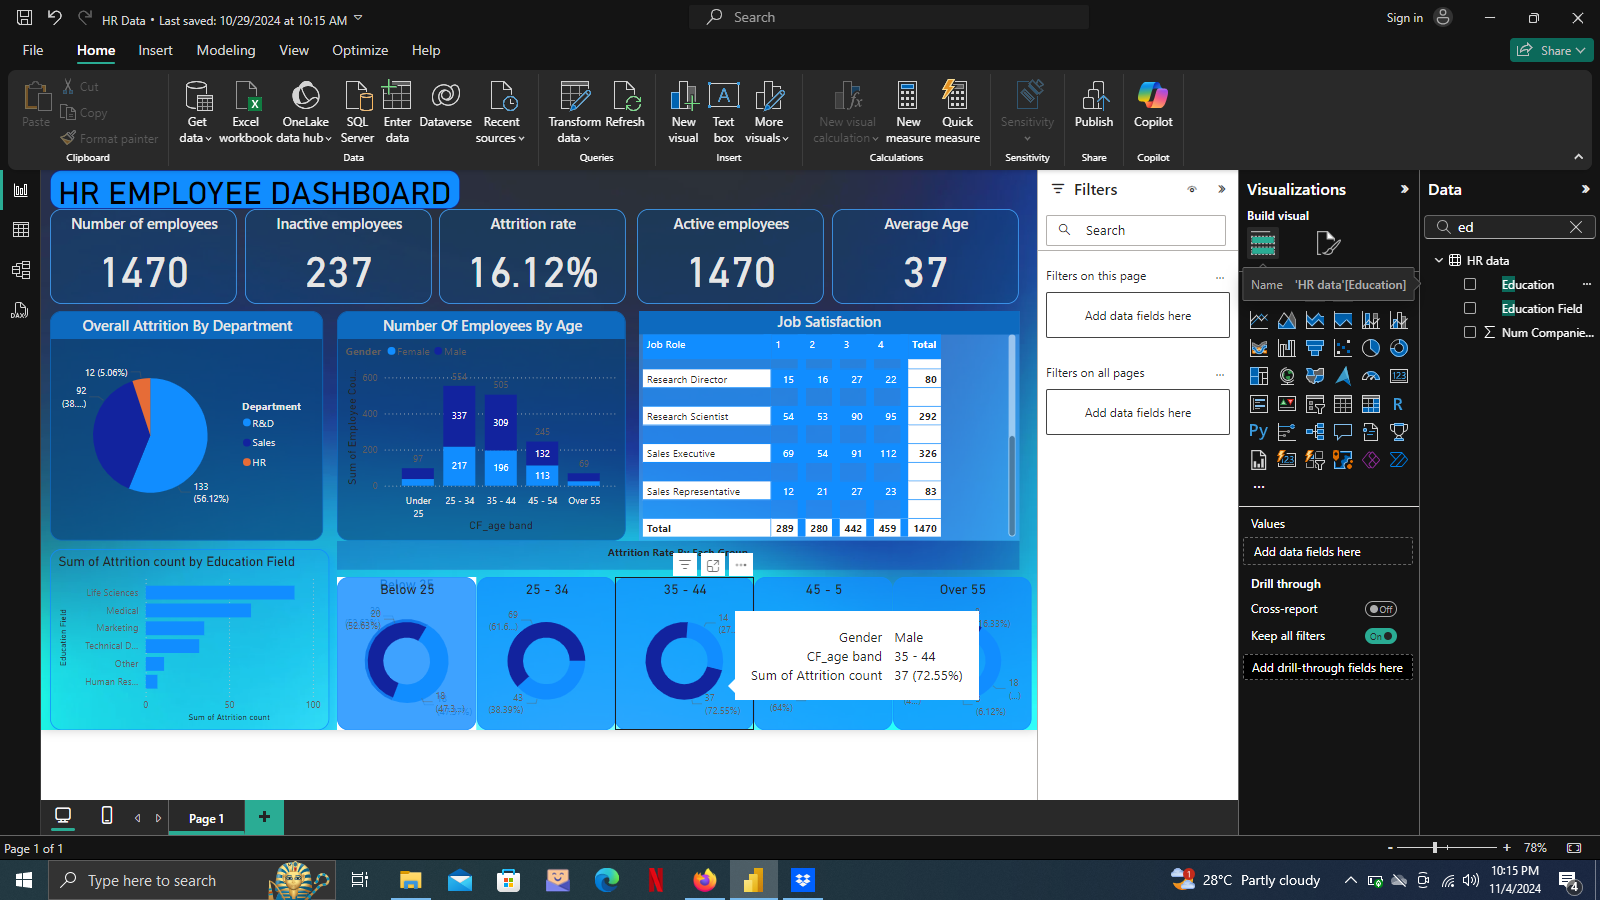 HR Data • Last saved: 10/29/2024 at 10:15 AM
Search
Sign in
File Home Insert Modeling View Optimize Help
Share
Paste
Cut
Copy
Format painter
Clipboard
Get data
Excel workbook
OneLake data hub
SQL Server
Enter data
Dataverse
Recent sources
Data
Transform data
Refresh
Queries
New visual
Text box
More visuals
Insert
New visual calculation
New measure
Quick measure
Calculations
Sensitivity
Sensitivity
Publish
Share
Copilot
Copilot
HR EMPLOYEE DASHBOARD
Number of employees
1470
Inactive employees
237
Attrition rate
16.12%
Active employees
1470
Average Age
37
Overall Attrition By Department
12 (5.06%)
92
(38....)
133
(56.12%)
Department
R&D
Sales
HR
Number Of Employees By Age
Gender Female Male
Sum of Employee Cou...
600
400
200
0
97
554
505
245
69
337
309
132
217
196
113
Under 25
25 - 34
35 - 44
45 - 54
Over 55
CF_age band
Job Satisfaction
Job Role 1 2 3 4 Total
Research Director 15 16 27 22 80
Research Scientist 54 53 90 95 292
Sales Executive 69 54 91 112 326
Sales Representative 12 21 27 23 83
Total 289 280 442 459 1470
Sum of Attrition count by Education Field
Education Field
Life Sciences
Medical
Marketing
Technical D...
Other
Human Res...
0 50 100
Sum of Attrition count
Attrition Rate By Each Group
Below 25
Below 25
25 - 34
69
(61.6...)
43
(38.39%)
35 - 44
14
(27.
37
(72.55%)
45 - 5
(64%)
Over 55
(6.12%)
Gender Male
CF_age band 35 - 44
Sum of Attrition count 37 (72.55%)
Filters
Search
Filters on this page
Add data fields here
Filters on all pages
Add data fields here
Visualizations
Build visual
Name 'HR data'[Education]
Values
Add data fields here
Drill through
Cross-report Off
Keep all filters On
Add drill-through fields here
Data
ed
HR data
Education
Education Field
Num Companie...
Page 1
Page 1 of 1
78%
Type here to search
28°C Partly cloudy
10:15 PM
11/4/2024
4